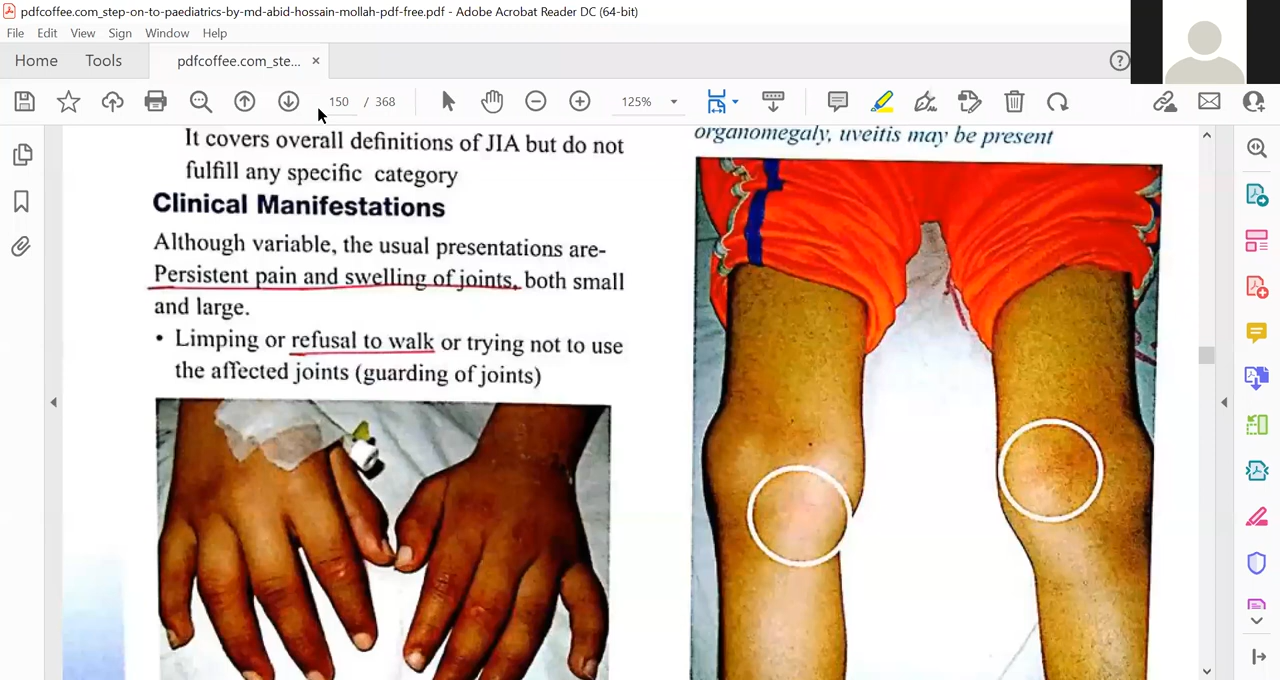 pdfcoffee.com_step-on-to-paediatrics-by-md-abid-hossain-mollah-pdf-free.pdf - Adobe Acrobat Reader DC (64-bit)
File Edit View Sign Window Help
Home Tools pdfcoffee.com_ste... ×
150 / 368 125%
It covers overall definitions of JIA but do not
fulfill any specific category
Clinical Manifestations
Although variable, the usual presentations are-
Persistent pain and swelling of joints, both small
and large.
• Limping or refusal to walk or trying not to use
the affected joints (guarding of joints)
organomegaly, uveitis may be present